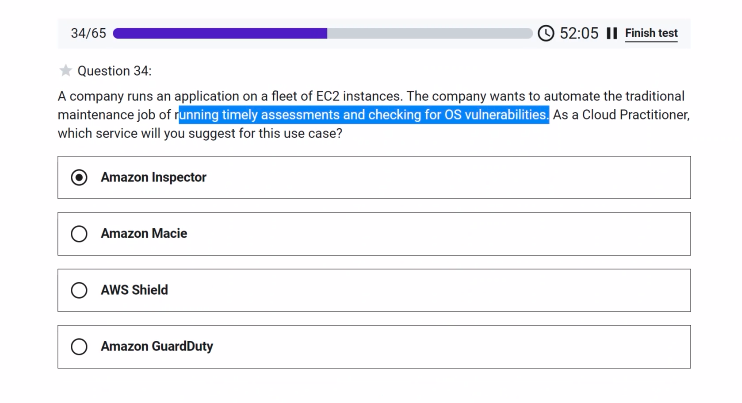 34/65 52:05 Finish test
Question 34:
A company runs an application on a fleet of EC2 instances. The company wants to automate the traditional
maintenance job of running timely assessments and checking for OS vulnerabilities. As a Cloud Practitioner,
which service will you suggest for this use case?
Amazon Inspector
Amazon Macie
AWS Shield
Amazon GuardDuty